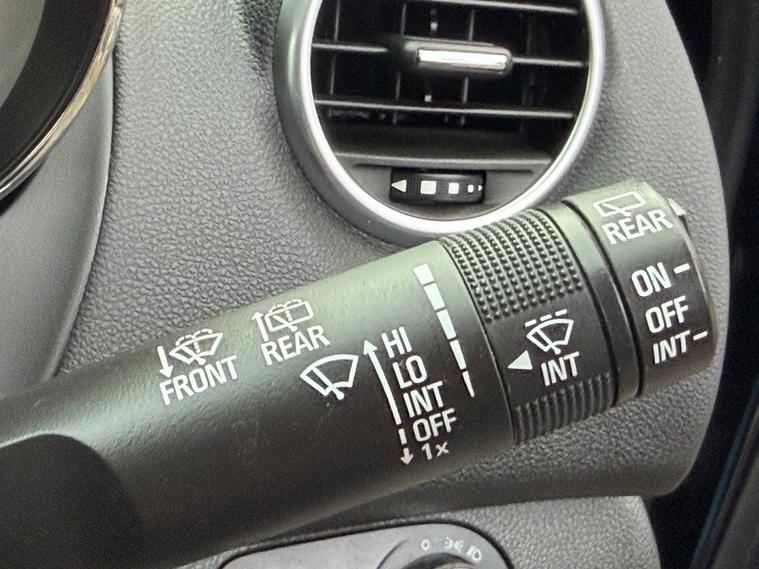 FRONT
REAR
HI
LO
INT
OFF
1x
INT
REAR
ON
OFF
INT